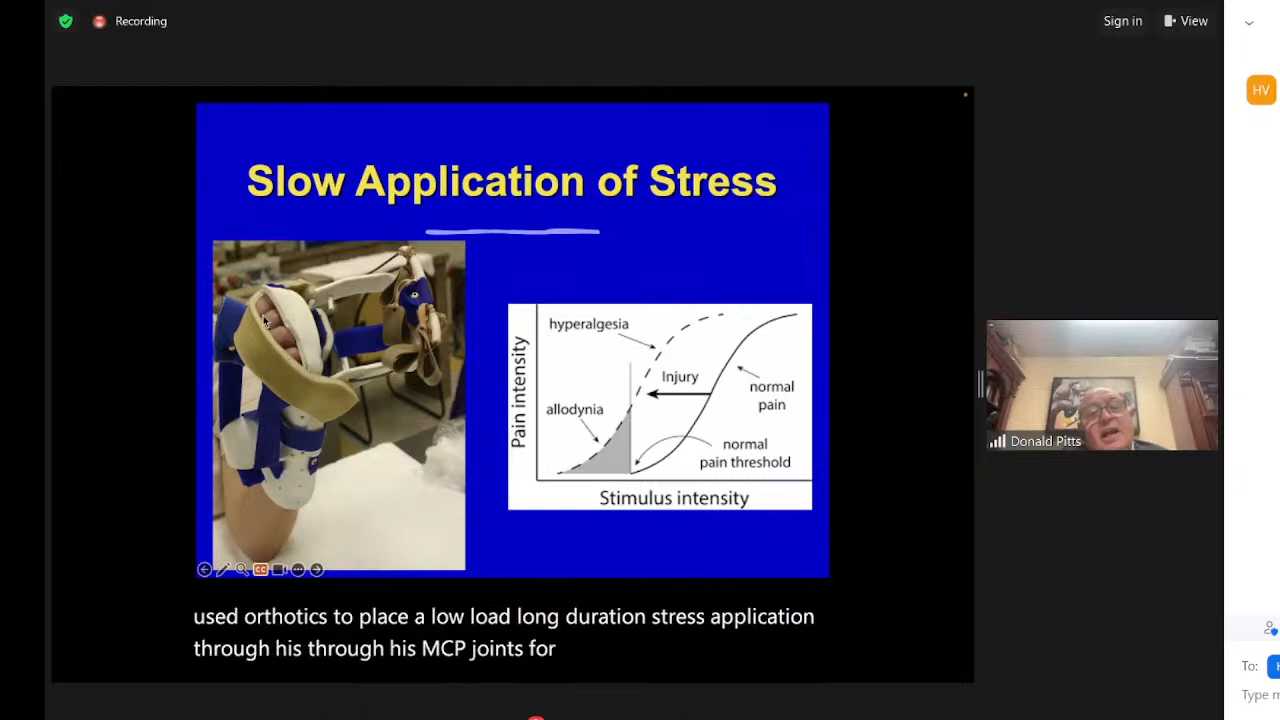 Recording
Sign in
View
HV
Slow Application of Stress
hyperalgesia
Injury
normal
pain
allodynia
normal
pain threshold
Pain intensity
Stimulus intensity
Donald Pitts
CC
used orthotics to place a low load long duration stress application
through his through his MCP joints for
To:
Type